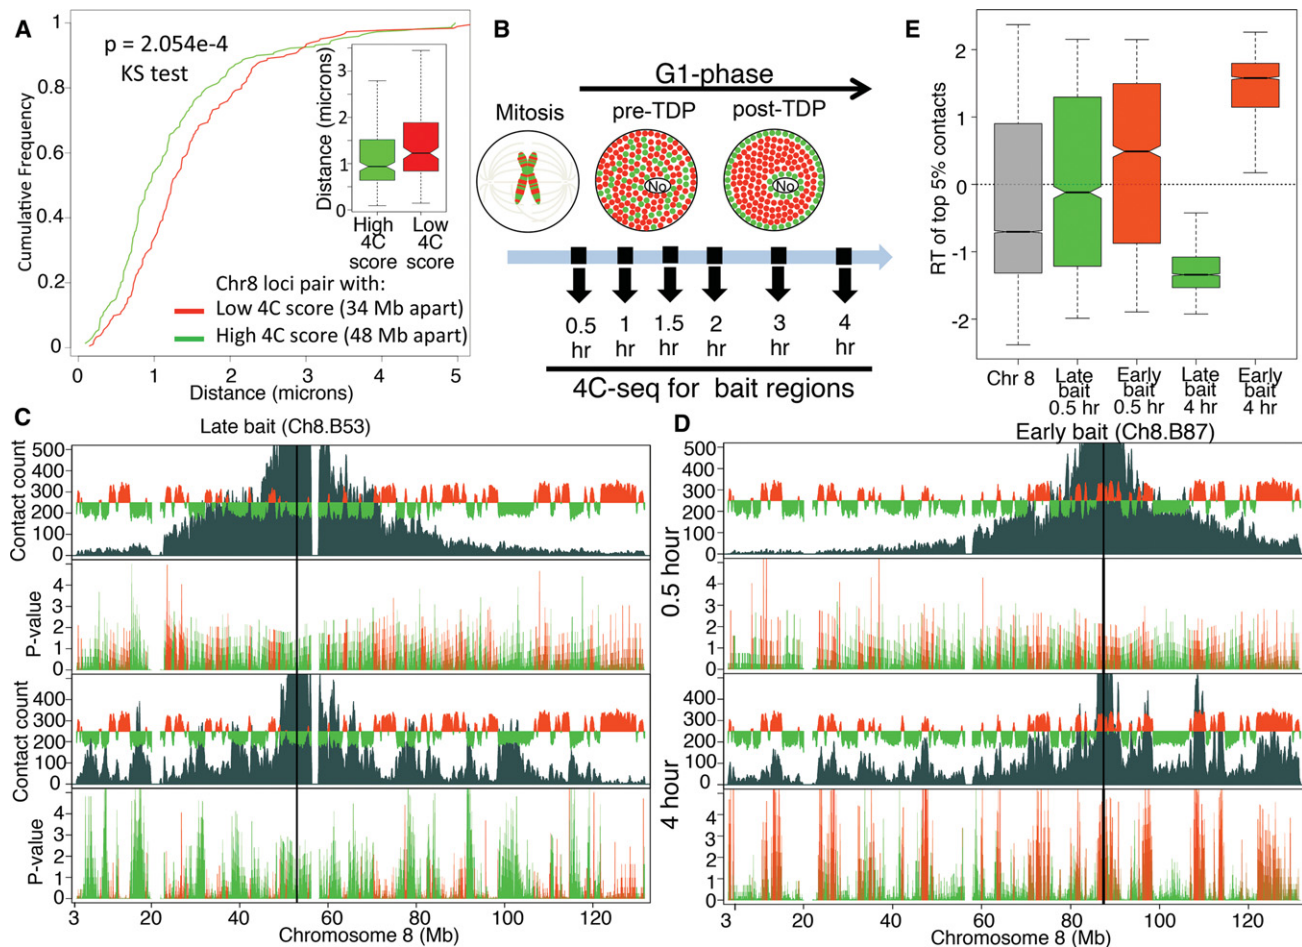 A
p = 2.054e-4
KS test
Cumulative Frequency
1
0.8
0.6
0.4
0.2
0
0 1 2 3 4 5
Distance (microns)
Distance (microns)
3
2
1
0
High 4C score
Low 4C score
Chr8 loci pair with:
Low 4C score (34 Mb apart)
High 4C score (48 Mb apart)
B
G1-phase
Mitosis
pre-TDP
post-TDP
No
No
0.5 hr
1 hr
1.5 hr
2 hr
3 hr
4 hr
4C-seq for bait regions
E
RT of top 5% contacts
2
1
0
-1
-2
Chr 8
Late bait 0.5 hr
Early bait 0.5 hr
Late bait 4 hr
Early bait 4 hr
C
Late bait (Ch8.B53)
Contact count
500
400
300
200
100
0
P-value
4
3
2
1
0
Contact count
400
300
200
100
0
P-value
4
3
2
1
0
3 20 40 60 80 100 120
Chromosome 8 (Mb)
D
Early bait (Ch8.B87)
0.5 hour
4 hour
500
400
300
200
100
0
4
3
2
1
0
400
300
200
100
0
4
3
2
1
0
3 20 40 60 80 100 120
Chromosome 8 (Mb)